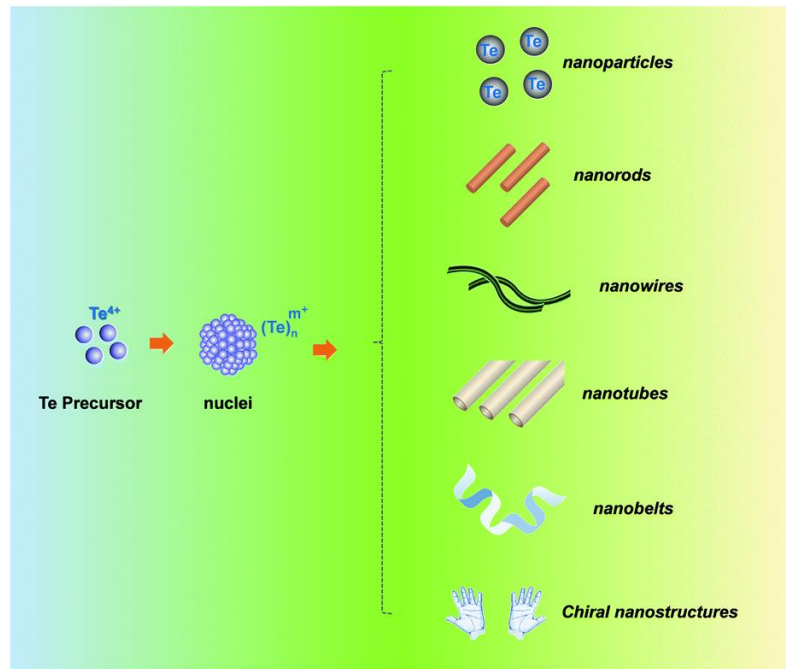 Te⁴⁺
Te Precursor
(Te)ₙᵐ⁺
nuclei
Te
Te
Te
Te
nanoparticles
nanorods
nanowires
nanotubes
nanobelts
Chiral nanostructures